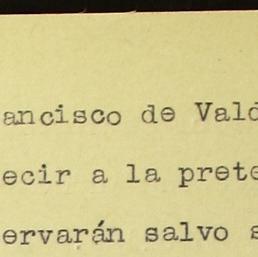 ancisco de Vald
ecir a la prete
ervarán salvo s